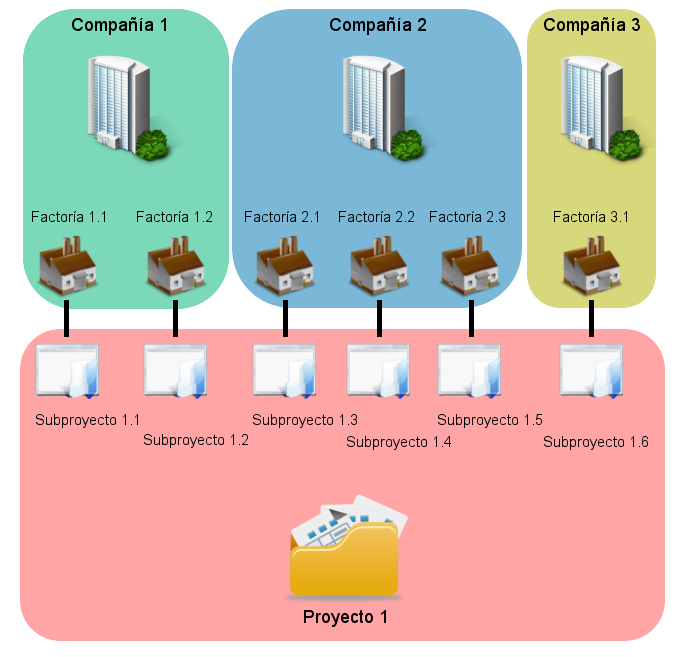 Compañía 1
Compañía 2
Compañía 3
Factoría 1.1
Factoría 1.2
Factoría 2.1
Factoría 2.2
Factoría 2.3
Factoría 3.1
Subproyecto 1.1
Subproyecto 1.2
Subproyecto 1.3
Subproyecto 1.4
Subproyecto 1.5
Subproyecto 1.6
Proyecto 1